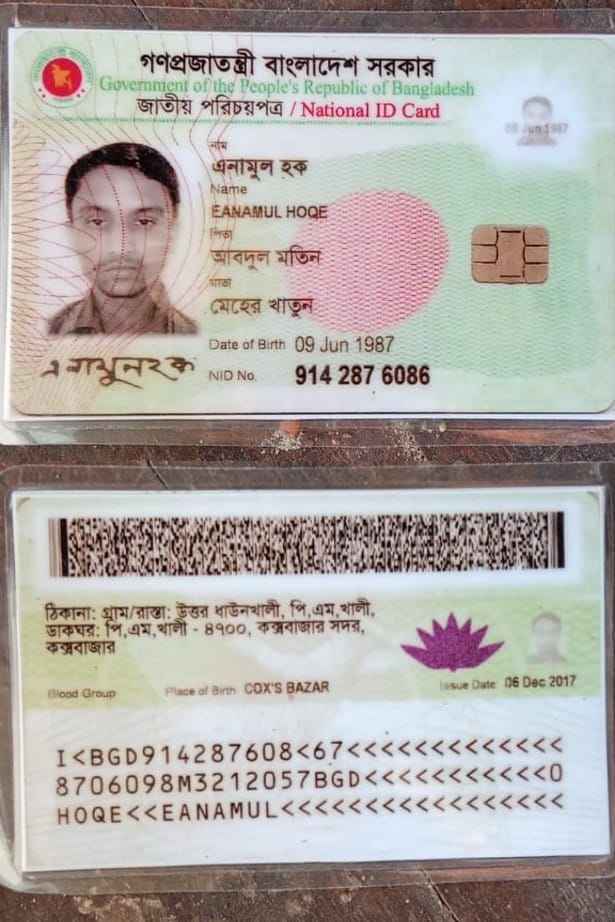 গণপ্রজাতন্ত্রী বাংলাদেশ সরকার
Government of the People's Republic of Bangladesh
জাতীয় পরিচয়পত্র / National ID Card
09 Jun 1987
নাম
এনামুল হক
Name
EANAMUL HOQE
পিতা
আবদুল মতিন
মাতা
মেহের খাতুন
Date of Birth 09 Jun 1987
এনামুল হক
NID No. 914 287 6086
ঠিকানা: গ্রাম/রাস্তা: উত্তর ধাউনখালী, পি,এম,খালী,
ডাকঘর: পি,এম,খালী - ৪৭০০, কক্সবাজার সদর,
কক্সবাজার
Blood Group Place of Birth COX'S BAZAR Issue Date: 06 Dec 2017
I<BGD914287608<67<<<<<<<<<<<<<
8706098M3212057BGD<<<<<<<<<<<0
HOQE<<EANAMUL<<<<<<<<<<<<<<<<<